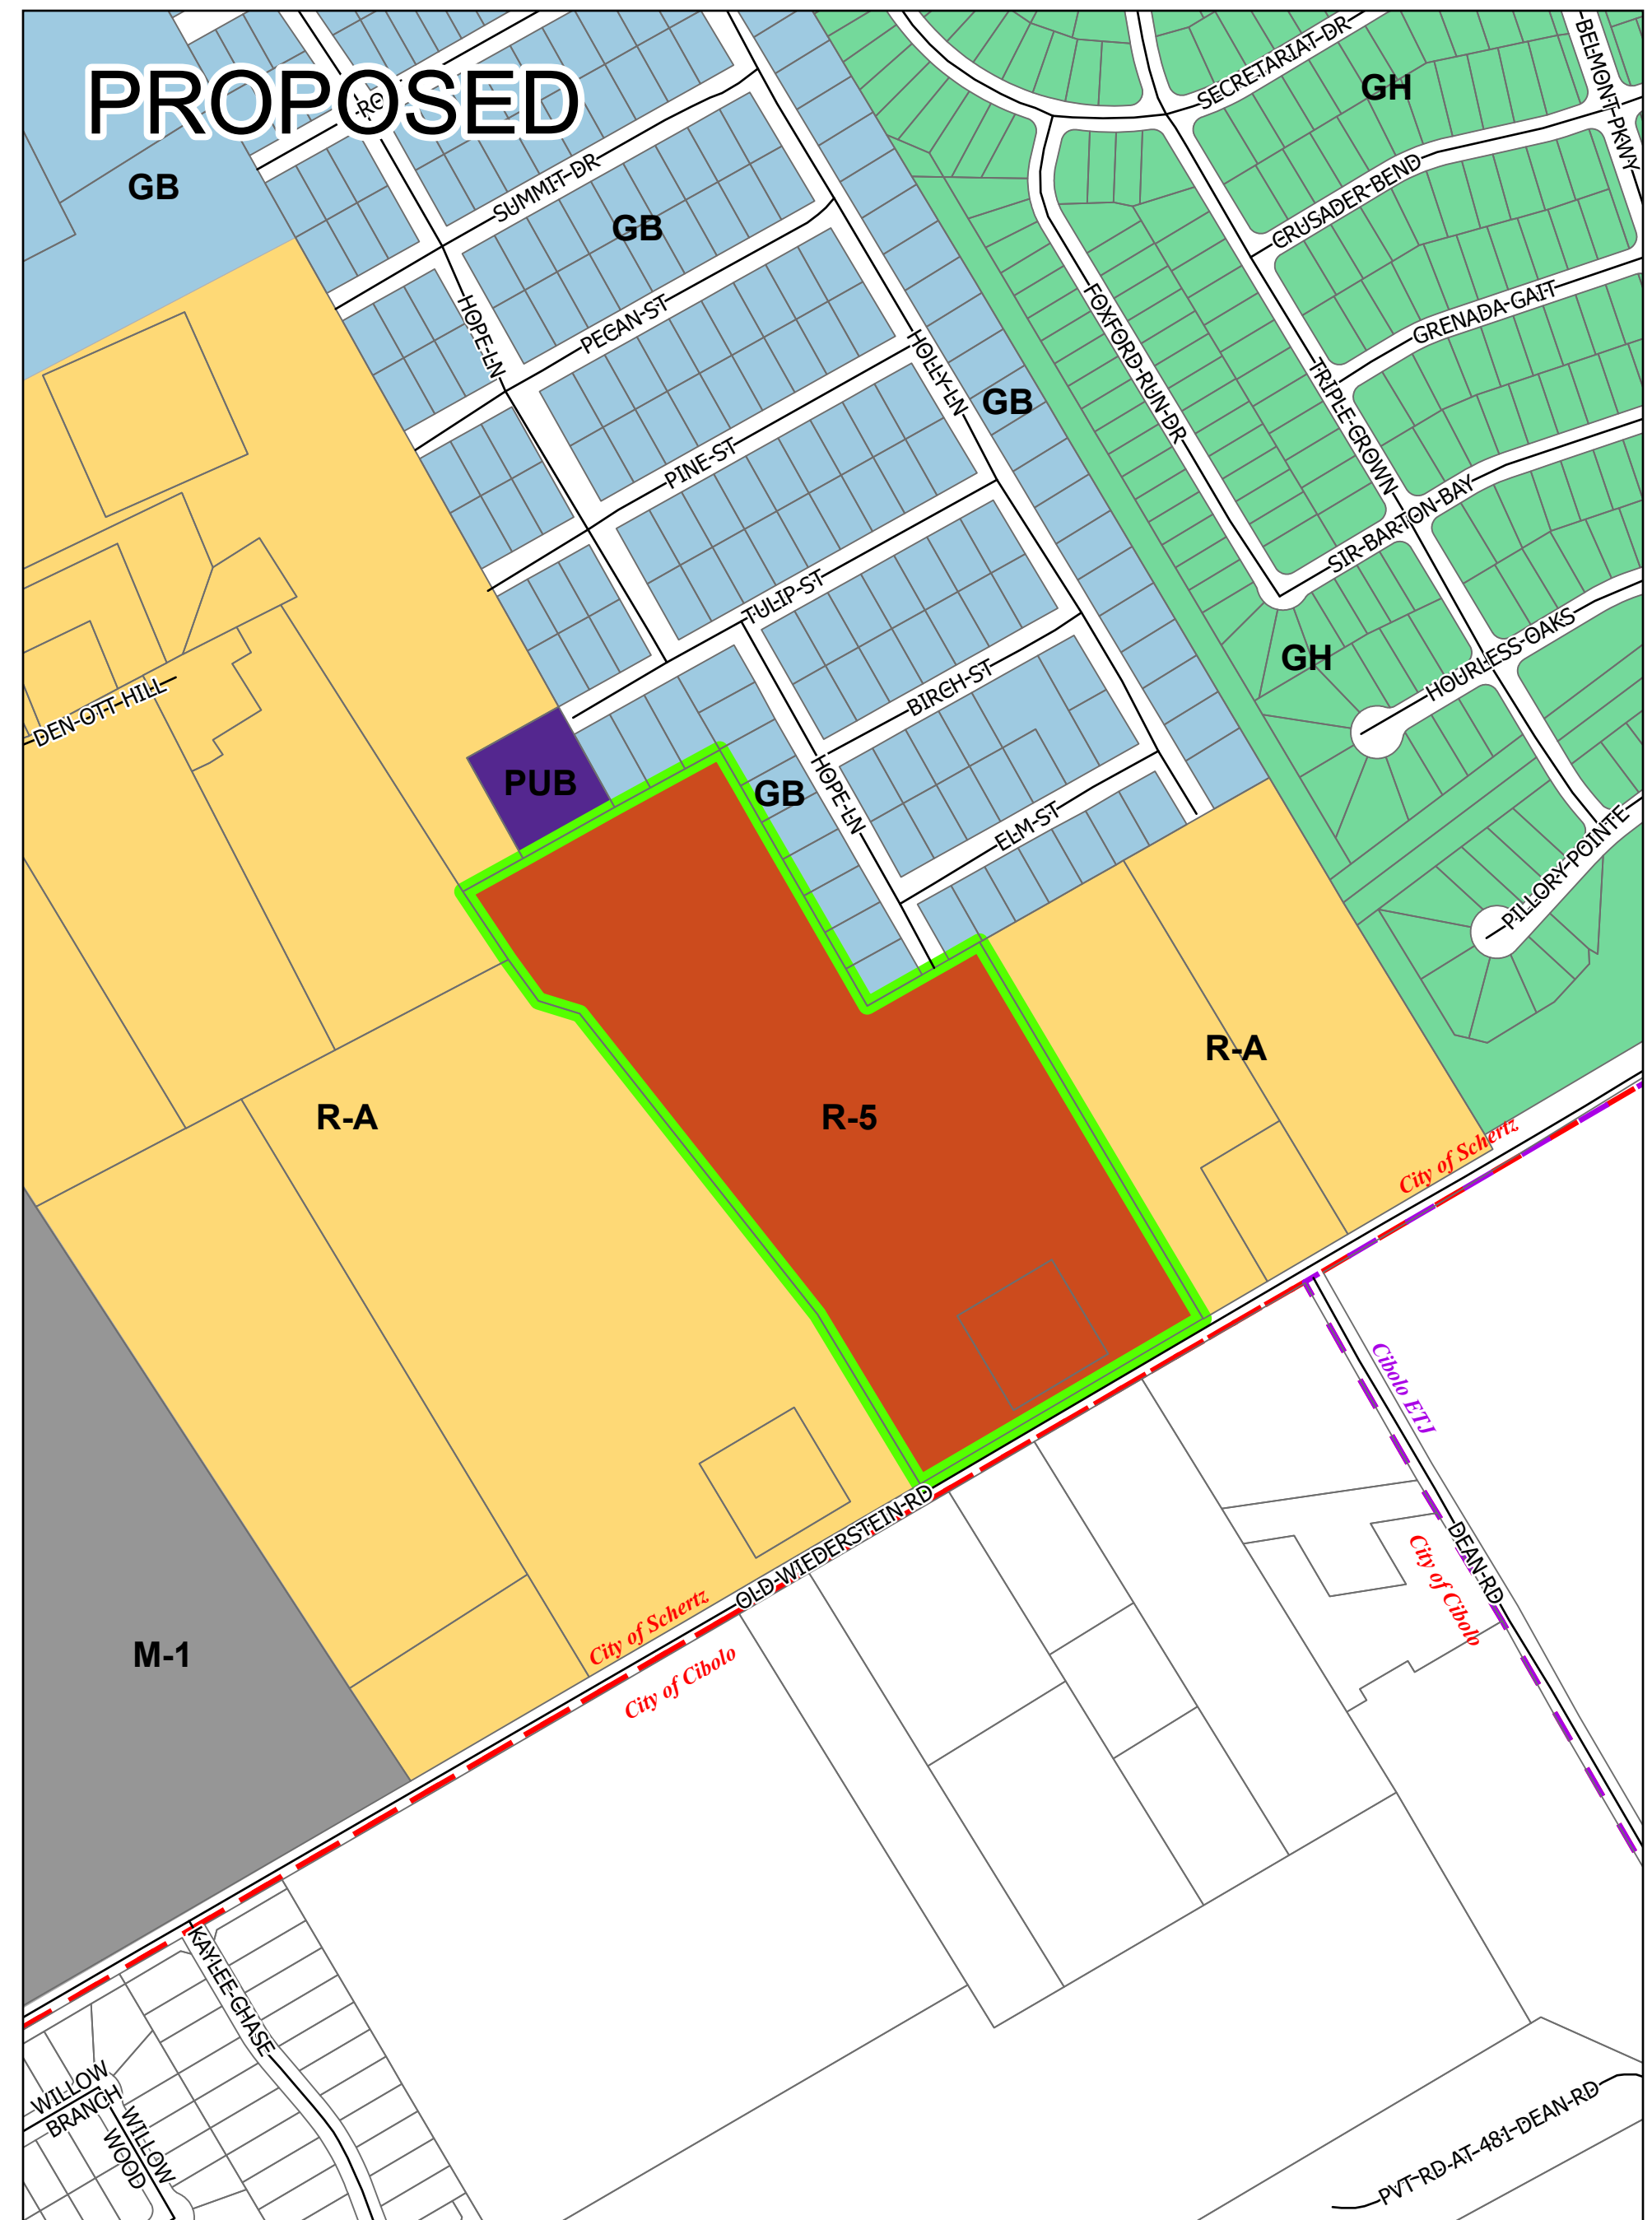 PROPOSED
SECRETARIAT-DR
BELMONT-PKWY
GH
GB
SUMMIT-DR
GB
CRUSADER-BEND
HOPE-LN
PECAN-ST
FOXFORD-RUN-DR
GRENADA-GAIT
HOLLY-LN
GB
TRIPLE-CROWN
PINE-ST
SIR-BARTON-BAY
TULIP-ST
GH
HOURLESS-OAKS
BIRCH-ST
DEN-OTT-HILL
PUB
GB
HOPE-LN
ELM-ST
PILLORY-POINTE
R-A
R-A
R-5
City of Schertz
Cibolo ETJ
DEAN-RD
City of Cibolo
OLD-WIEDERSTEIN-RD
City of Schertz
City of Cibolo
M-1
KAYLEE-CHASE
WILLOW
BRANCH
WILLOW
WOOD
PVT-RD-AT-481-DEAN-RD